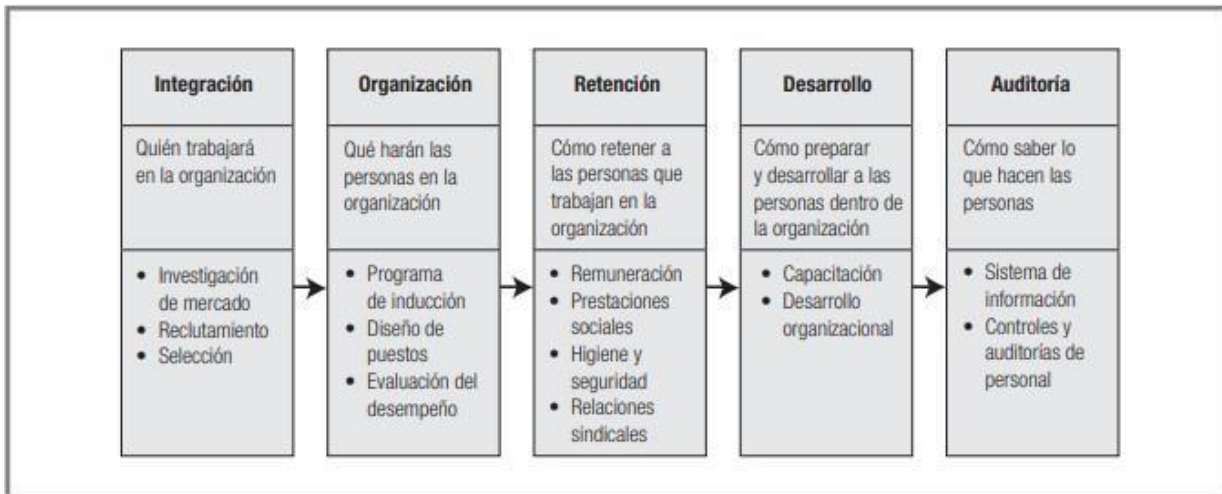 Integración
Quién trabajará
en la organización
• Investigación
de mercado
• Reclutamiento
• Selección
Organización
Qué harán las
personas en la
organización
• Programa
de inducción
• Diseño de
puestos
• Evaluación del
desempeño
Retención
Cómo retener a
las personas que
trabajan en la
organización
• Remuneración
• Prestaciones
sociales
• Higiene y
seguridad
• Relaciones
sindicales
Desarrollo
Cómo preparar
y desarrollar a las
personas dentro de
la organización
• Capacitación
• Desarrollo
organizacional
Auditoría
Cómo saber lo
que hacen las
personas
• Sistema de
información
• Controles y
auditorías de
personal